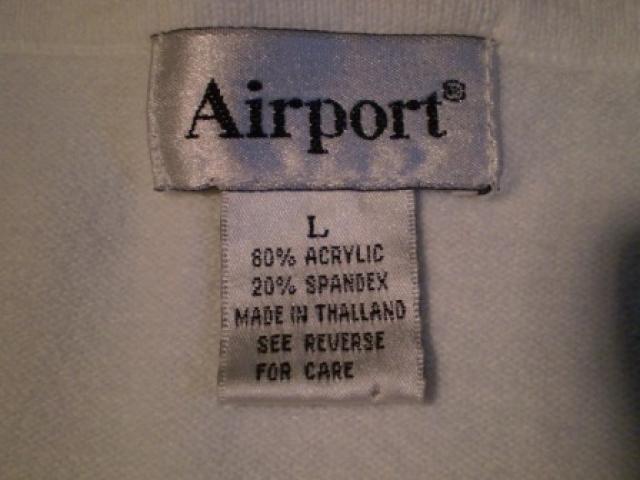 Airport®
L
80% ACRYLIC
20% SPANDEX
MADE IN THAILAND
SEE REVERSE
FOR CARE